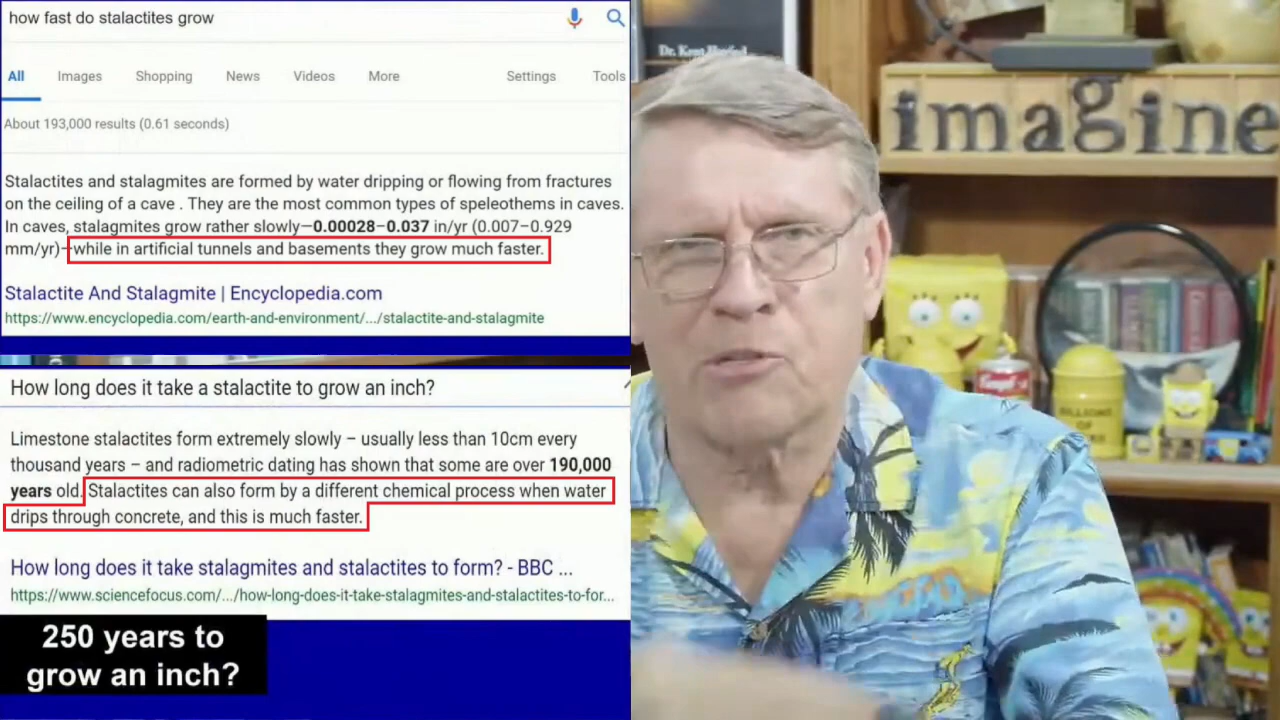 how fast do stalactites grow
All Images Shopping News Videos More Settings Tools
About 193,000 results (0.61 seconds)
Stalactites and stalagmites are formed by water dripping or flowing from fractures
on the ceiling of a cave . They are the most common types of speleothems in caves.
In caves, stalagmites grow rather slowly—0.00028–0.037 in/yr (0.007–0.929
mm/yr)—while in artificial tunnels and basements they grow much faster.
Stalactite And Stalagmite | Encyclopedia.com
https://www.encyclopedia.com/earth-and-environment/.../stalactite-and-stalagmite
How long does it take a stalactite to grow an inch?
Limestone stalactites form extremely slowly – usually less than 10cm every
thousand years – and radiometric dating has shown that some are over 190,000
years old. Stalactites can also form by a different chemical process when water
drips through concrete, and this is much faster.
How long does it take stalagmites and stalactites to form? - BBC ...
https://www.sciencefocus.com/.../how-long-does-it-take-stalagmites-and-stalactites-to-for...
250 years to
grow an inch?
Dr. Kent Hovind
imagine
BILLIONS
OF